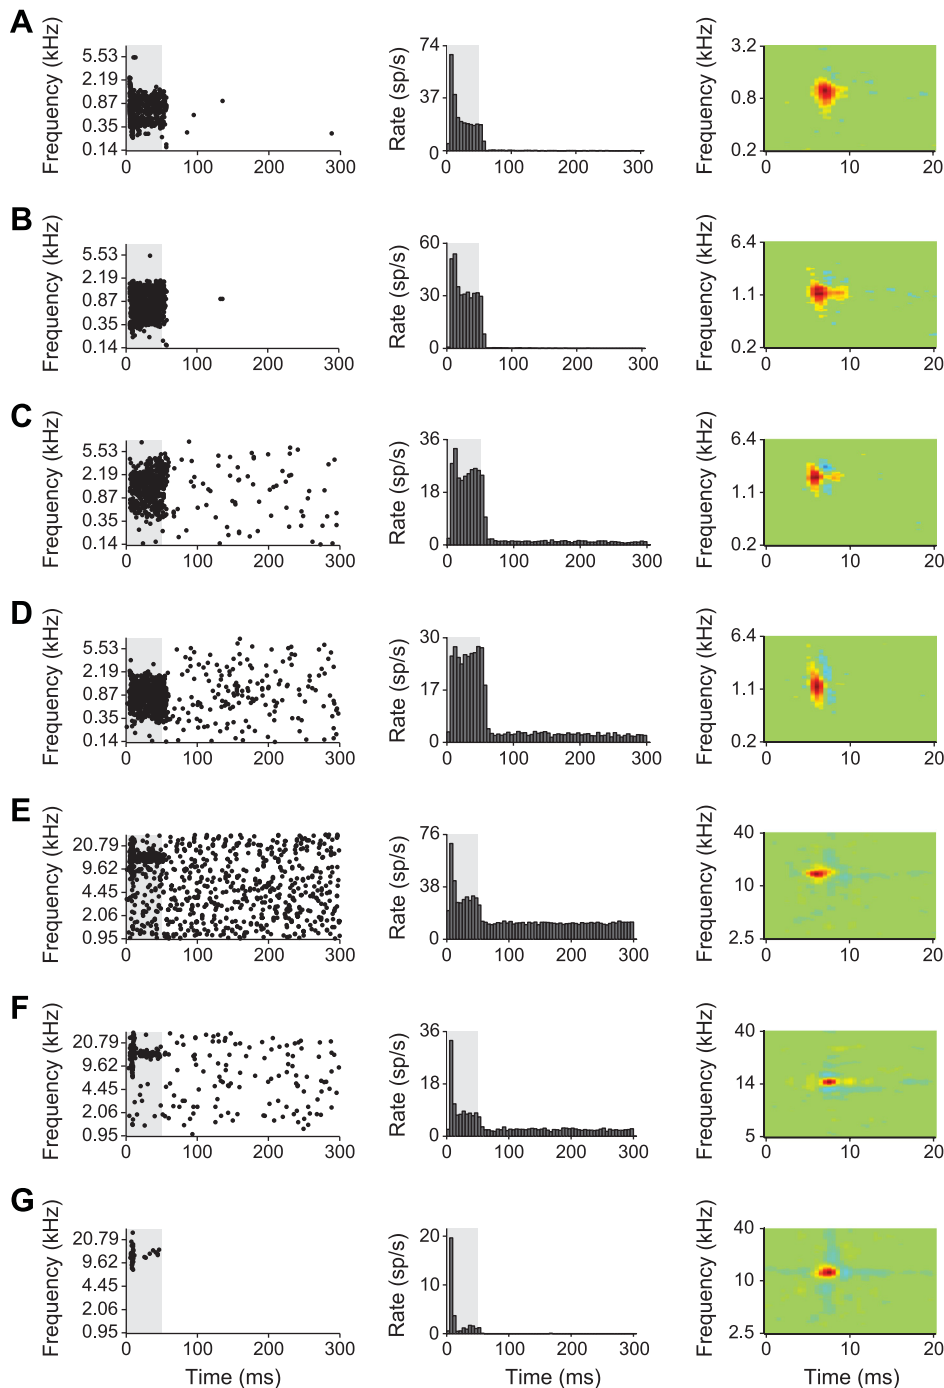 A
Frequency (kHz)
5.53
2.19
0.87
0.35
0.14
0 100 200 300
Rate (sp/s)
74
37
0
0 100 200 300
Frequency (kHz)
3.2
0.8
0.2
0 10 20
B
Frequency (kHz)
5.53
2.19
0.87
0.35
0.14
0 100 200 300
Rate (sp/s)
60
30
0
0 100 200 300
Frequency (kHz)
6.4
1.1
0.2
0 10 20
C
Frequency (kHz)
5.53
2.19
0.87
0.35
0.14
0 100 200 300
Rate (sp/s)
36
18
0
0 100 200 300
Frequency (kHz)
6.4
1.1
0.2
0 10 20
D
Frequency (kHz)
5.53
2.19
0.87
0.35
0.14
0 100 200 300
Rate (sp/s)
30
17
0
0 100 200 300
Frequency (kHz)
6.4
1.1
0.2
0 10 20
E
Frequency (kHz)
20.79
9.62
4.45
2.06
0.95
0 100 200 300
Rate (sp/s)
76
38
0
0 100 200 300
Frequency (kHz)
40
10
2.5
0 10 20
F
Frequency (kHz)
20.79
9.62
4.45
2.06
0.95
0 100 200 300
Rate (sp/s)
36
18
0
0 100 200 300
Frequency (kHz)
40
14
5
0 10 20
G
Frequency (kHz)
20.79
9.62
4.45
2.06
0.95
0 100 200 300
Time (ms)
Rate (sp/s)
20
10
0
0 100 200 300
Time (ms)
Frequency (kHz)
40
10
2.5
0 10 20
Time (ms)